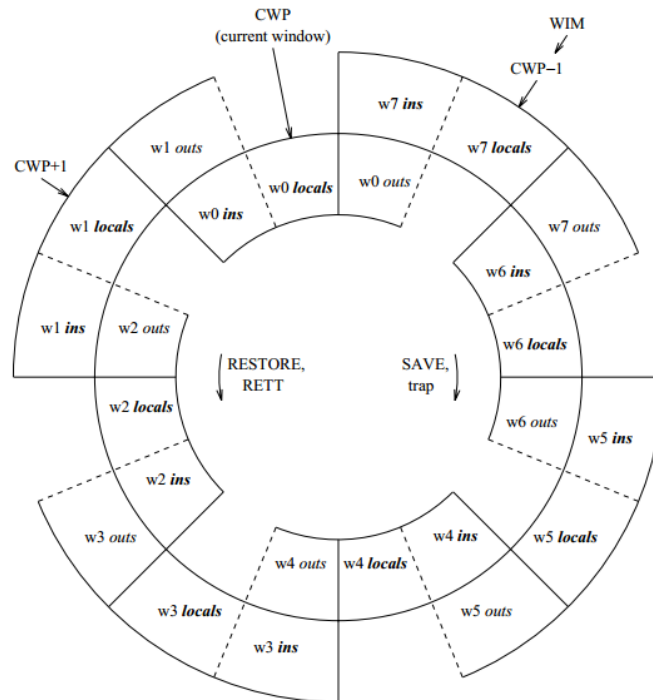 CWP
(current window)
WIM
CWP−1
w7 ins
w1 outs
w7 locals
CWP+1
w0 locals
w0 outs
w0 ins
w1 locals
w7 outs
w6 ins
w1 ins
w2 outs
w6 locals
RESTORE,
RETT
SAVE,
trap
w2 locals
w6 outs
w5 ins
w2 ins
w3 outs
w4 ins
w5 locals
w4 outs
w4 locals
w3 locals
w5 outs
w3 ins